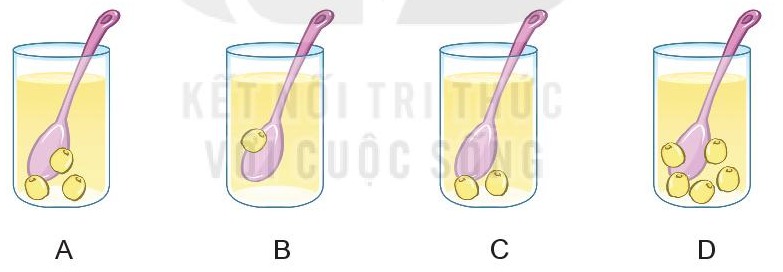 KẾT NỐI TRI THỨC
VỚI CUỘC SỐNG
A B C D